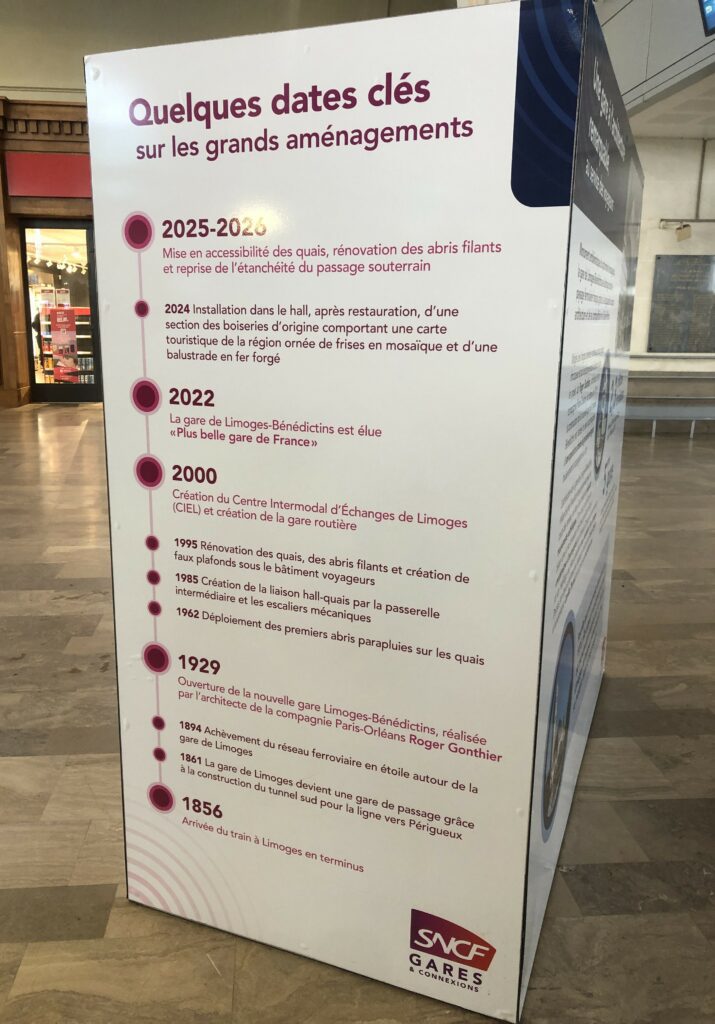 Quelques dates clés
sur les grands aménagements
2025-2026
Mise en accessibilité des quais, rénovation des abris filants
et reprise de l'étanchéité du passage souterrain
2024 Installation dans le hall, après restauration, d'une
section des boiseries d'origine comportant une carte
touristique de la région ornée de frises en mosaïque et d'une
balustrade en fer forgé
2022
La gare de Limoges-Bénédictins est élue
«Plus belle gare de France»
2000
Création du Centre Intermodal d'Échanges de Limoges
(CIEL) et création de la gare routière
1995 Rénovation des quais, des abris filants et création de
faux plafonds sous le bâtiment voyageurs
1985 Création de la liaison hall-quais par la passerelle
intermédiaire et les escaliers mécaniques
1962 Déploiement des premiers abris parapluies sur les quais
1929
Ouverture de la nouvelle gare Limoges-Bénédictins, réalisée
par l'architecte de la compagnie Paris-Orléans Roger Gonthier
1894 Achèvement du réseau ferroviaire en étoile autour de la
gare de Limoges
1861 La gare de Limoges devient une gare de passage grâce
à la construction du tunnel sud pour la ligne vers Périgueux
1856
Arrivée du train à Limoges en terminus
SNCF
GARES
& CONNEXIONS